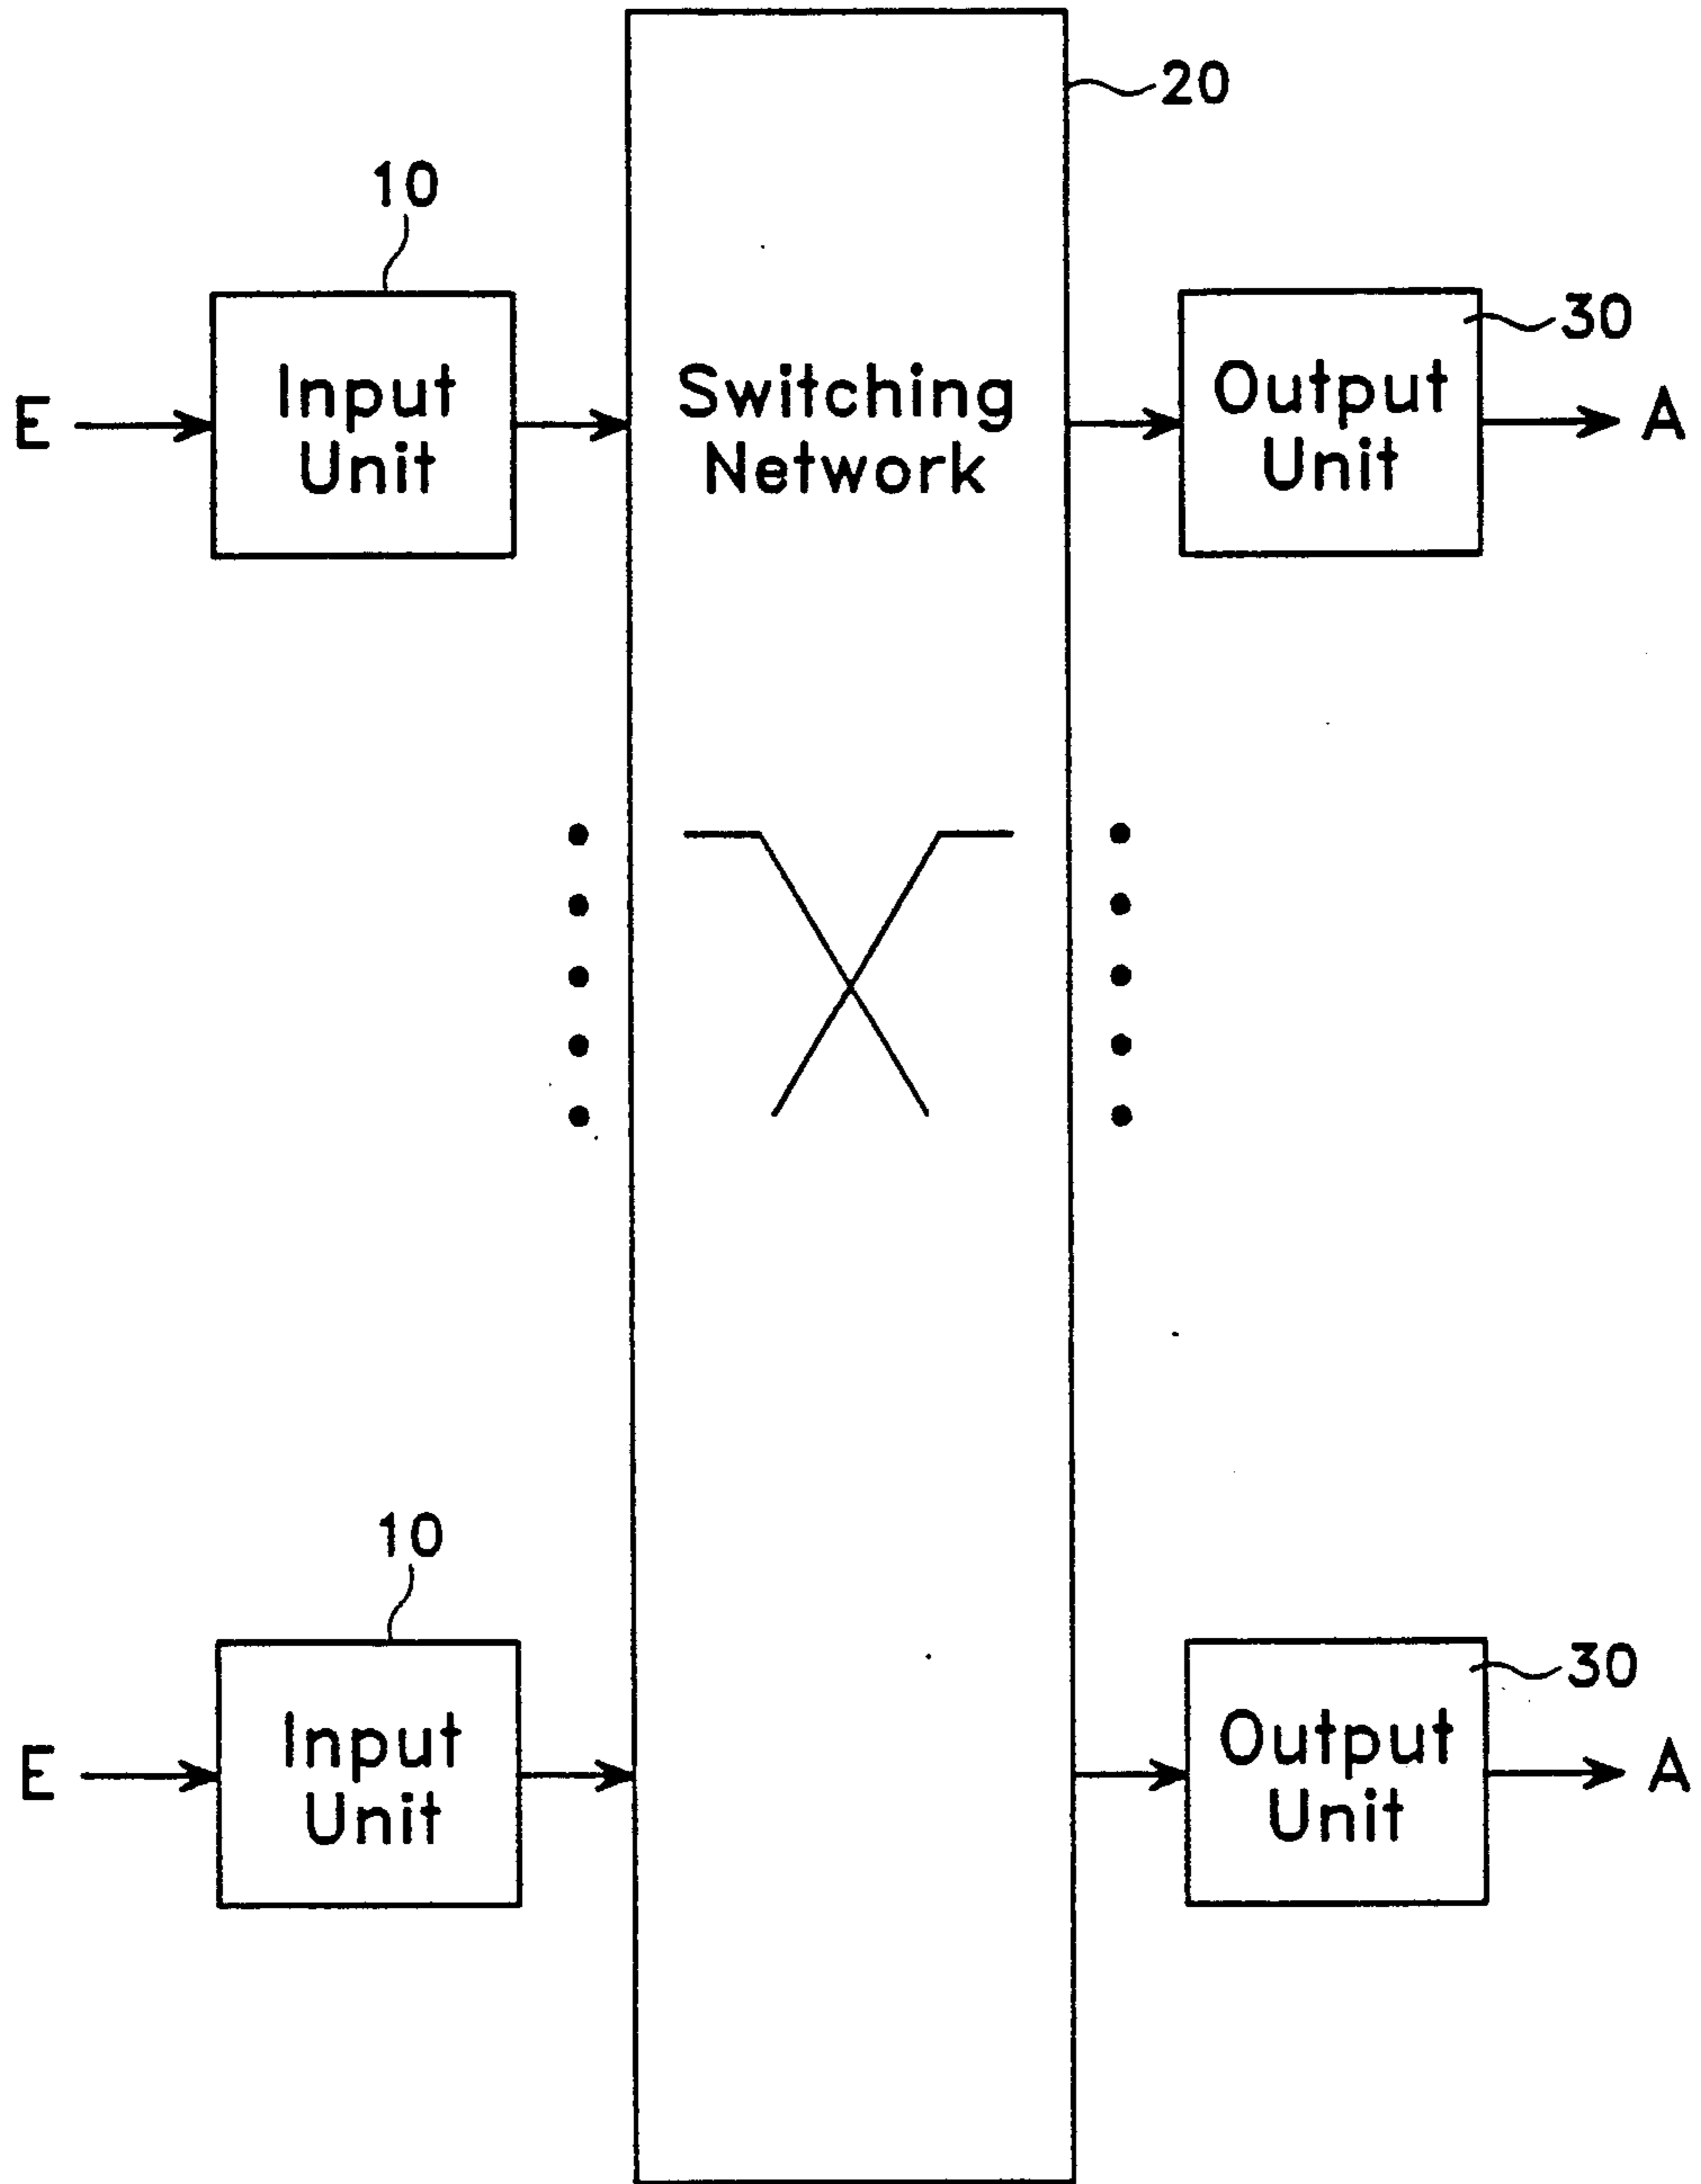 20
10
30
E
Input
Unit
Switching
Network
Output
Unit
A
10
30
E
Input
Unit
Output
Unit
A